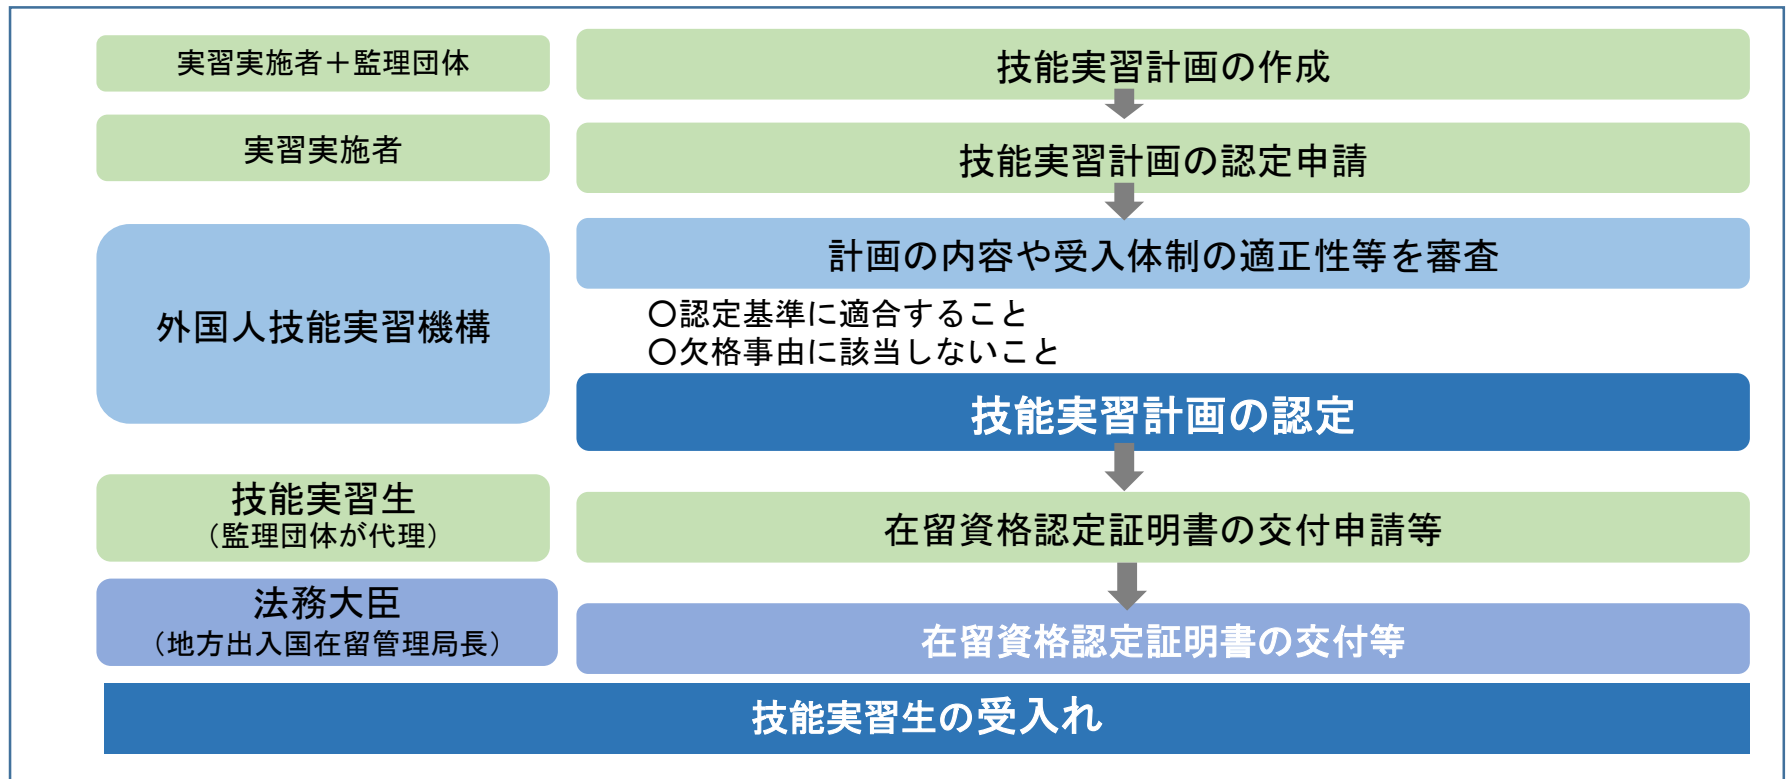 実習実施者＋監理団体
技能実習計画の作成
実習実施者
技能実習計画の認定申請
外国人技能実習機構
計画の内容や受入体制の適正性等を審査
〇認定基準に適合すること
〇欠格事由に該当しないこと
技能実習計画の認定
技能実習生
（監理団体が代理）
在留資格認定証明書の交付申請等
法務大臣
（地方出入国在留管理局長）
在留資格認定証明書の交付等
技能実習生の受入れ